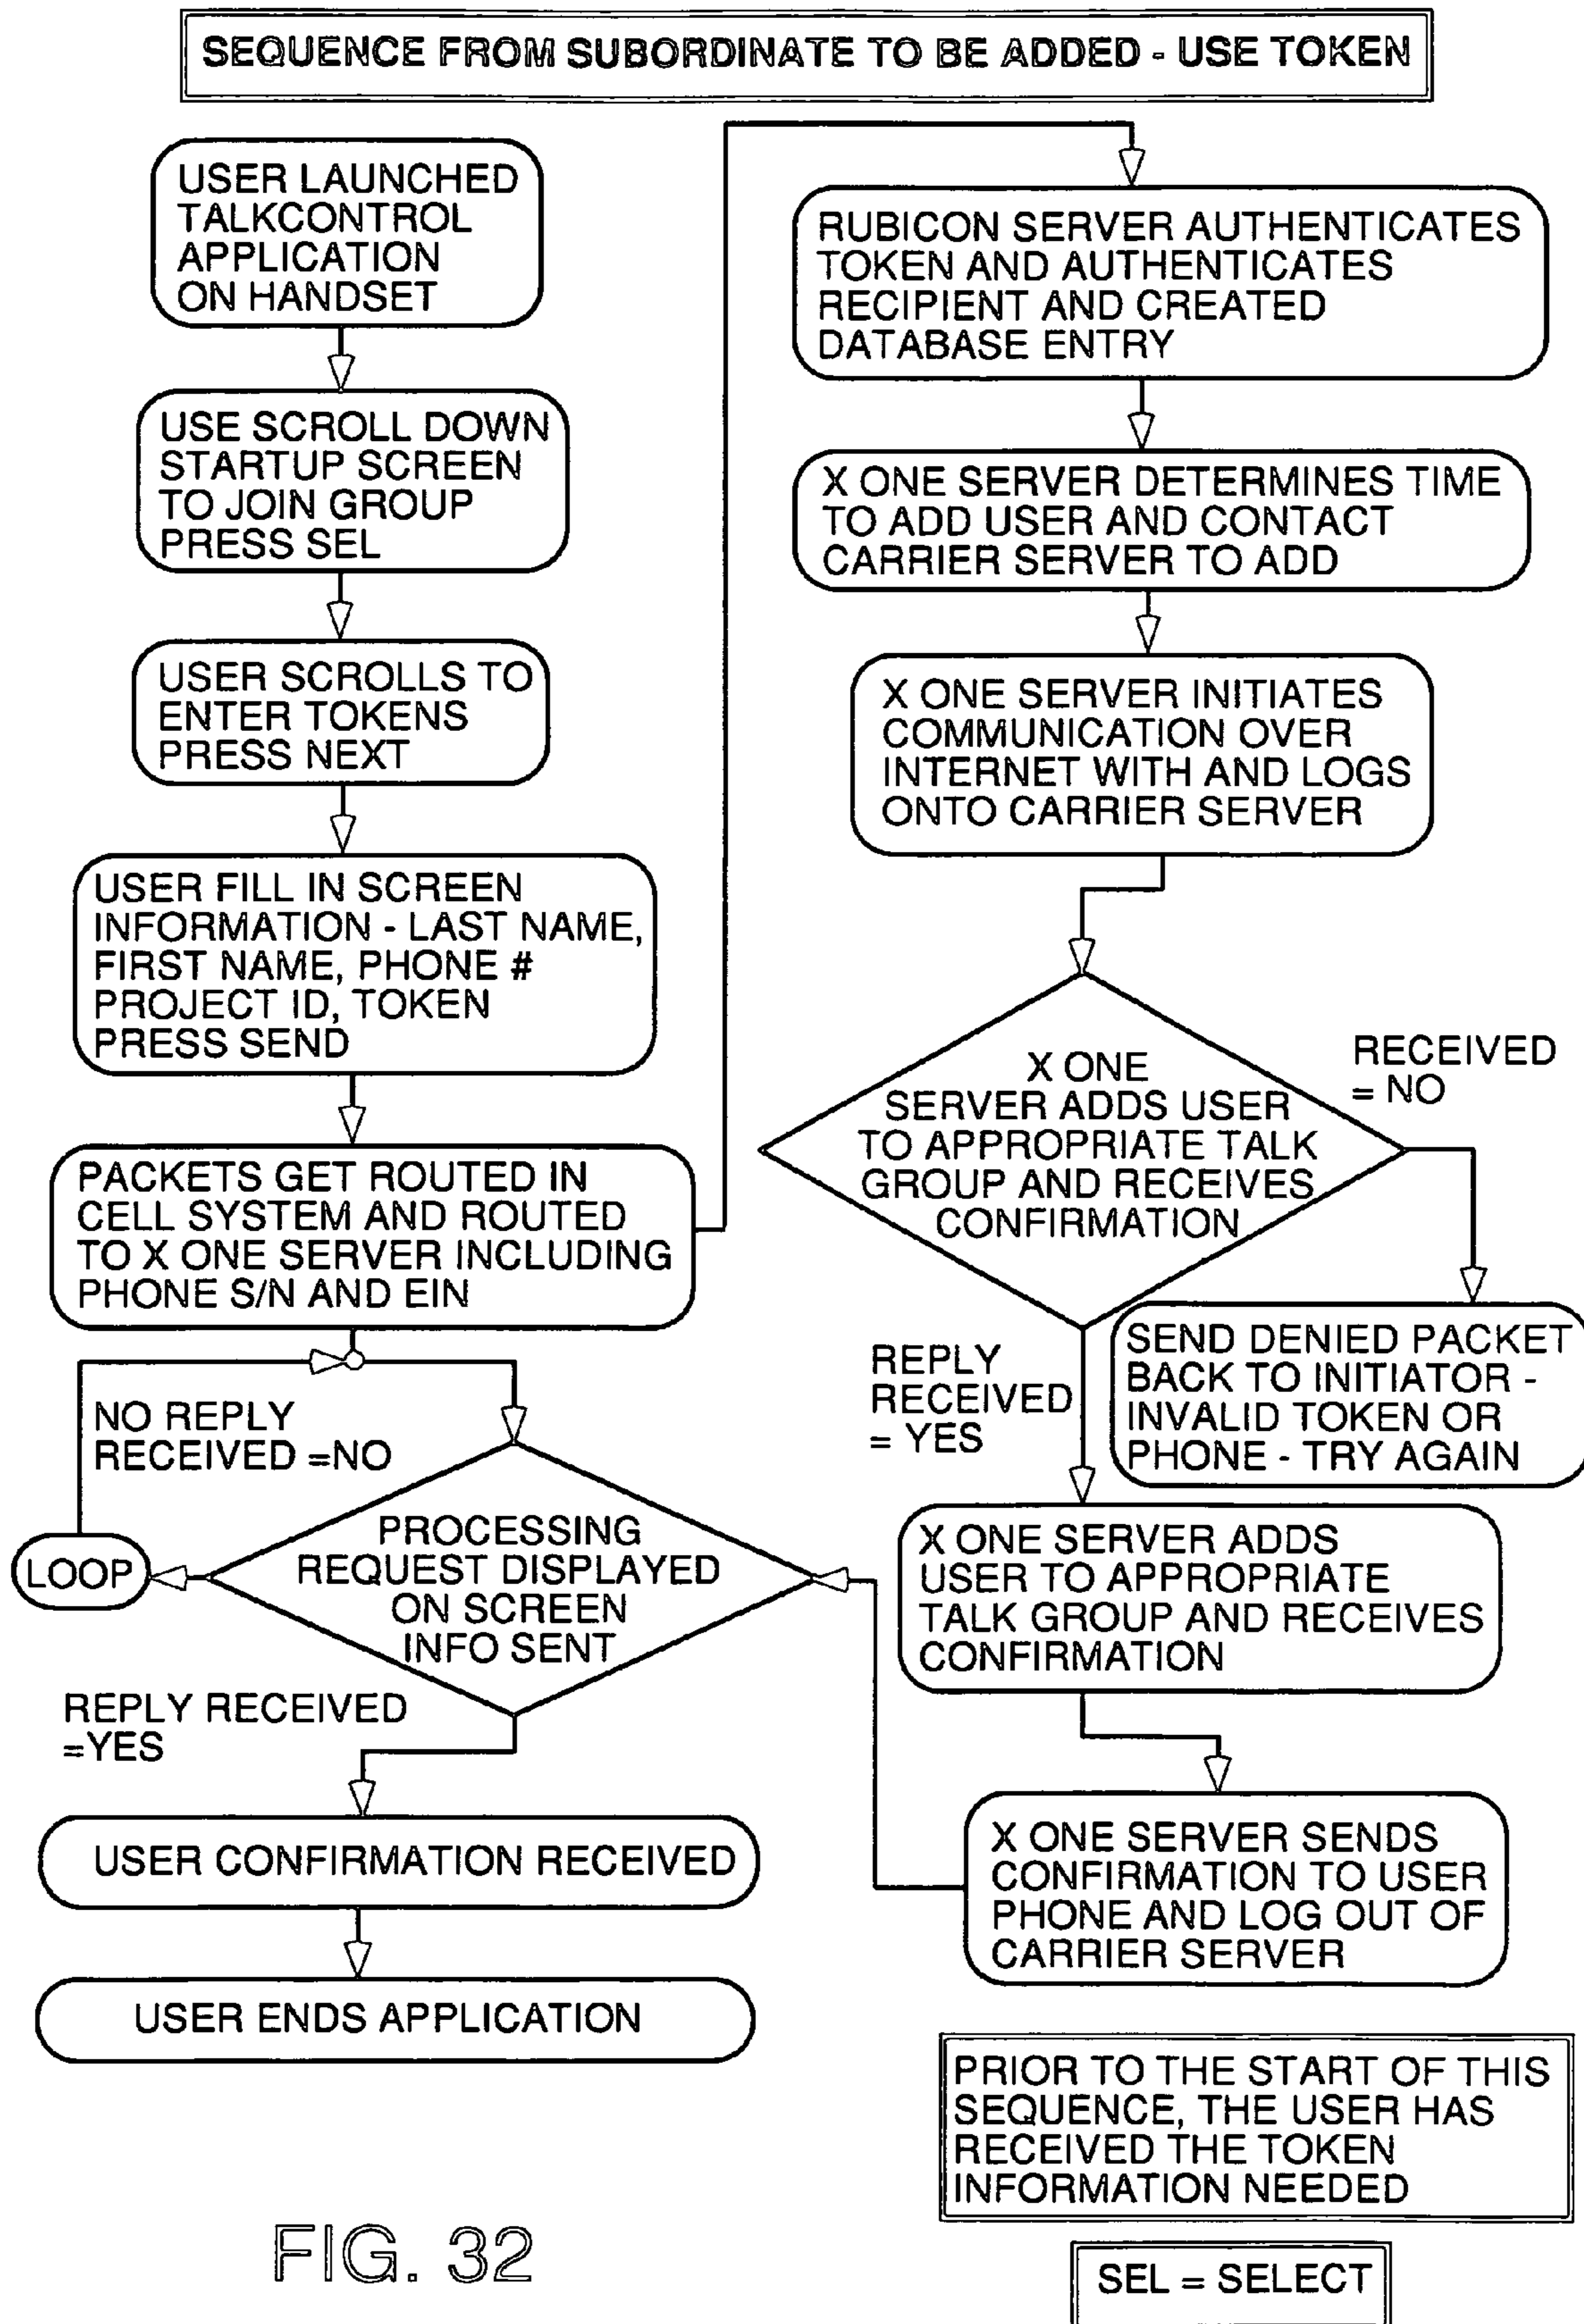 SEQUENCE FROM SUBORDINATE TO BE ADDED - USE TOKEN
USER LAUNCHED
TALKCONTROL
APPLICATION
ON HANDSET
USE SCROLL DOWN
STARTUP SCREEN
TO JOIN GROUP
PRESS SEL
USER SCROLLS TO
ENTER TOKENS
PRESS NEXT
USER FILL IN SCREEN
INFORMATION - LAST NAME,
FIRST NAME, PHONE #
PROJECT ID, TOKEN
PRESS SEND
PACKETS GET ROUTED IN
CELL SYSTEM AND ROUTED
TO X ONE SERVER INCLUDING
PHONE S/N AND EIN
NO REPLY
RECEIVED =NO
LOOP
PROCESSING
REQUEST DISPLAYED
ON SCREEN
INFO SENT
REPLY RECEIVED
=YES
USER CONFIRMATION RECEIVED
USER ENDS APPLICATION
RUBICON SERVER AUTHENTICATES
TOKEN AND AUTHENTICATES
RECIPIENT AND CREATED
DATABASE ENTRY
X ONE SERVER DETERMINES TIME
TO ADD USER AND CONTACT
CARRIER SERVER TO ADD
X ONE SERVER INITIATES
COMMUNICATION OVER
INTERNET WITH AND LOGS
ONTO CARRIER SERVER
X ONE
SERVER ADDS USER
TO APPROPRIATE TALK
GROUP AND RECEIVES
CONFIRMATION
RECEIVED
= NO
SEND DENIED PACKET
BACK TO INITIATOR -
INVALID TOKEN OR
PHONE - TRY AGAIN
REPLY
RECEIVED
= YES
X ONE SERVER ADDS
USER TO APPROPRIATE
TALK GROUP AND RECEIVES
CONFIRMATION
X ONE SERVER SENDS
CONFIRMATION TO USER
PHONE AND LOG OUT OF
CARRIER SERVER
PRIOR TO THE START OF THIS
SEQUENCE, THE USER HAS
RECEIVED THE TOKEN
INFORMATION NEEDED
SEL = SELECT
FIG. 32